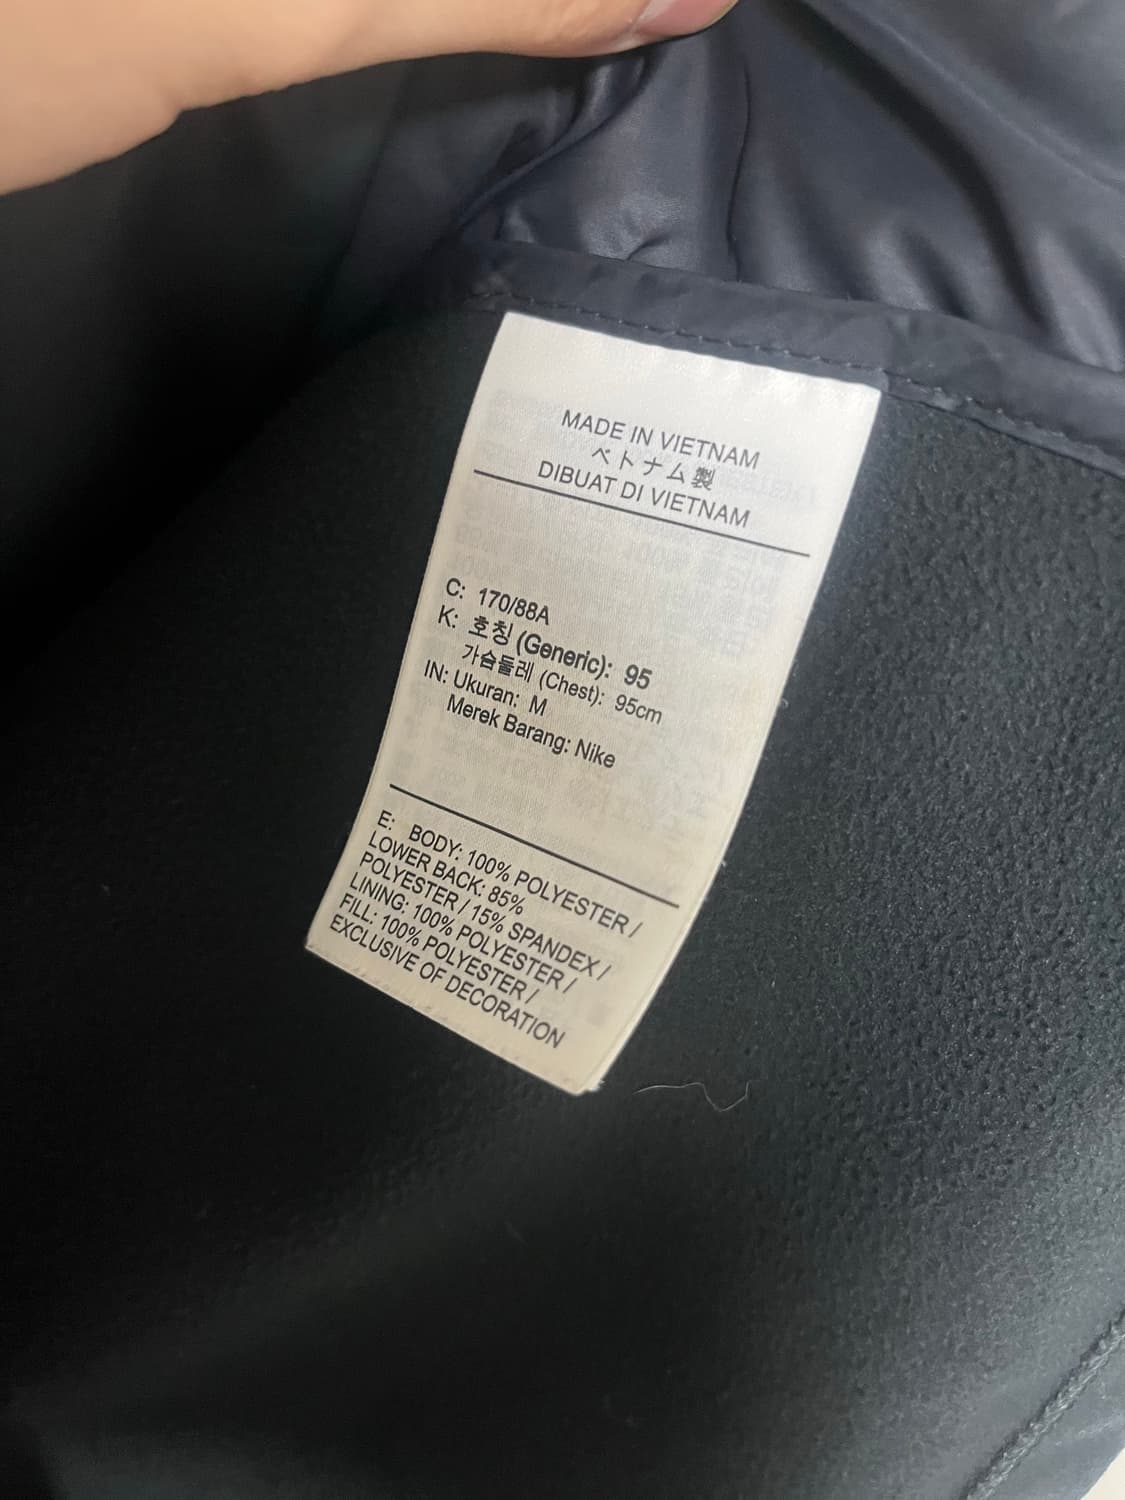 MADE IN VIETNAM
ベトナム製
DIBUAT DI VIETNAM
C: 170/88A
K: 호칭 (Generic): 95
가슴둘레 (Chest): 95cm
IN: Ukuran: M
Merek Barang: Nike
E: BODY: 100% POLYESTER /
LOWER BACK: 85%
POLYESTER / 15% SPANDEX /
LINING: 100% POLYESTER /
FILL: 100% POLYESTER /
EXCLUSIVE OF DECORATION